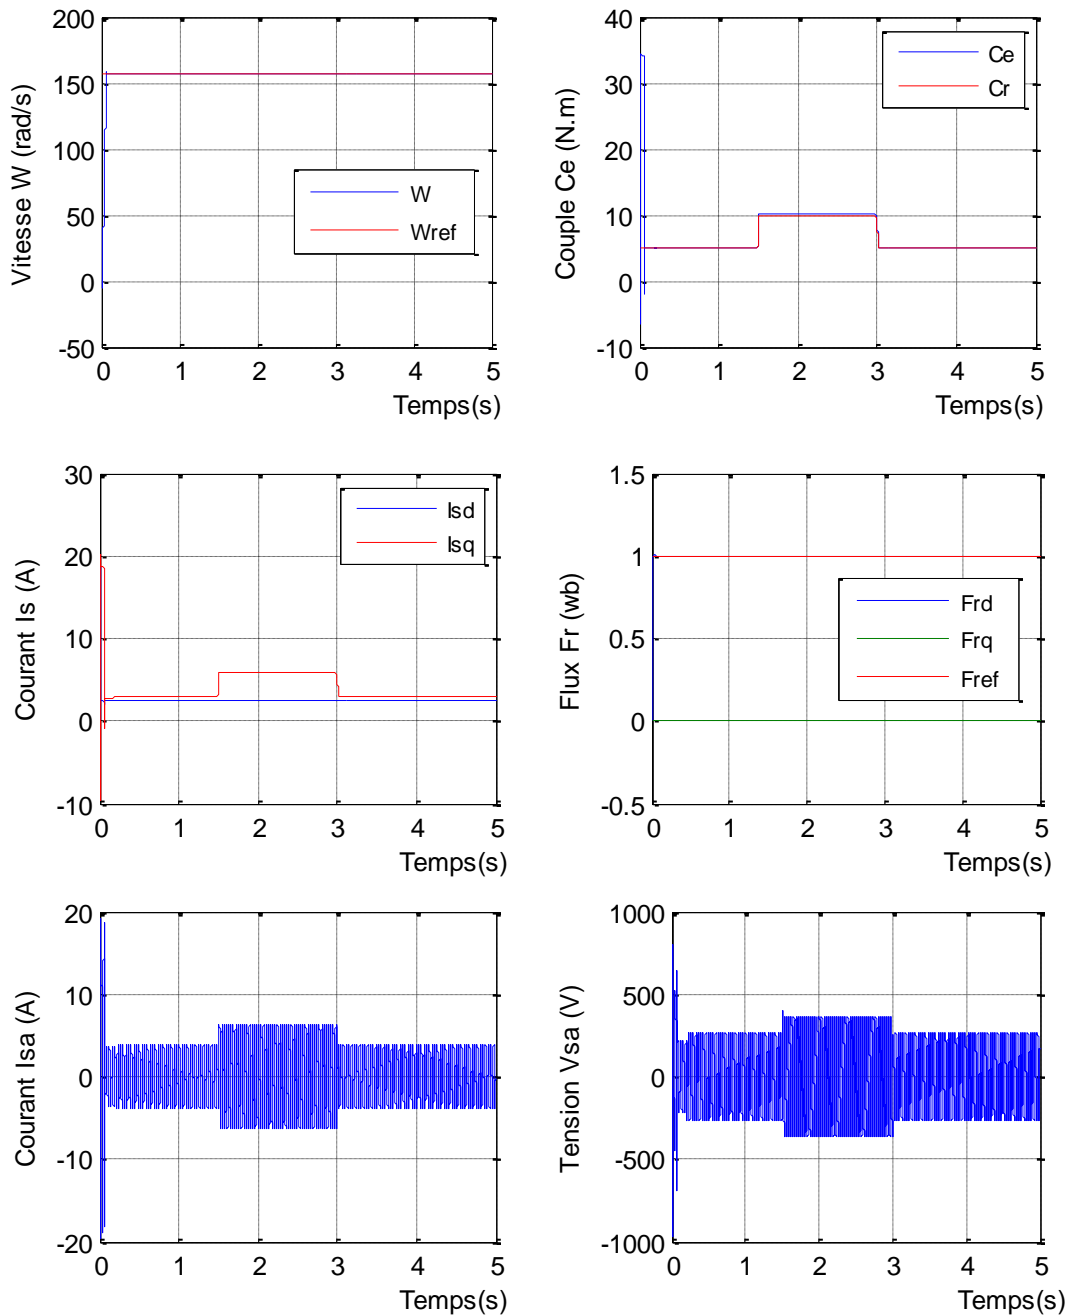 200
150
100
50
0
-50
Vitesse W (rad/s)
W
Wref
0 1 2 3 4 5
Temps(s)
40
30
20
10
0
-10
Couple Ce (N.m)
Ce
Cr
0 1 2 3 4 5
Temps(s)
30
20
10
0
-10
Courant Is (A)
Isd
Isq
0 1 2 3 4 5
Temps(s)
1.5
1
0.5
0
-0.5
Flux Fr (wb)
Frd
Frq
Fref
0 1 2 3 4 5
Temps(s)
20
10
0
-10
-20
Courant Isa (A)
0 1 2 3 4 5
Temps(s)
1000
500
0
-500
-1000
Tension Vsa (V)
0 1 2 3 4 5
Temps(s)